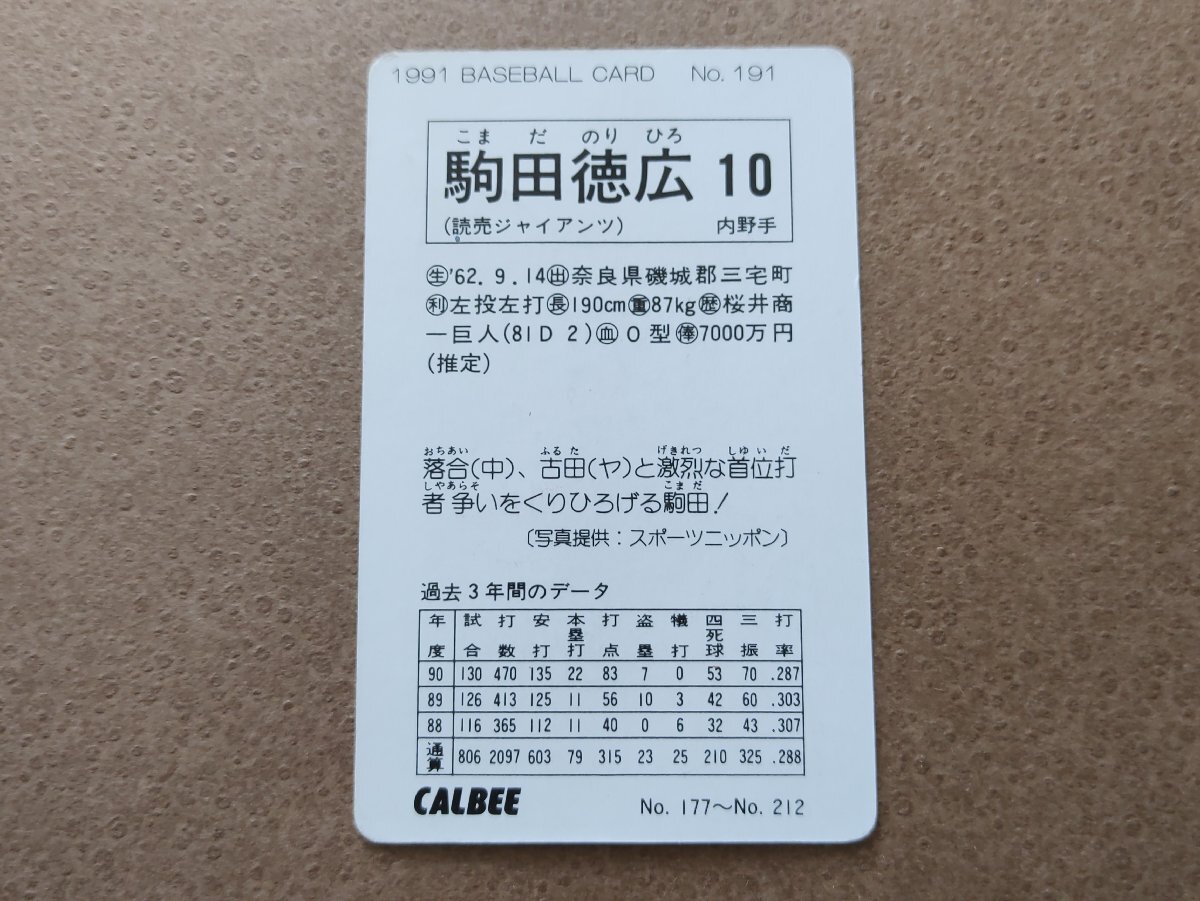 1991 BASEBALL CARD No. 191
こま だ のり ひろ
駒田徳広 10
(読売ジャイアンツ) 内野手
生'62. 9. 14出奈良県磯城郡三宅町
利左投左打長190cm重87kg歴桜井商
―巨人(81D 2)血O型俸7000万円
(推定)
おちあい ふるた げきれつ しゆいだ
落合(中)、古田(ヤ)と激烈な首位打
しやあらそ こまだ
者争いをくりひろげる駒田!
〔写真提供:スポーツニッポン〕
過去3年間のデータ
年度 試合 打数 安打 本塁打 打点 盗塁 犠打 四死球 三振 打率
90 130 470 135 22 83 7 0 53 70 .287
89 126 413 125 11 56 10 3 42 60 .303
88 116 365 112 11 40 0 6 32 43 .307
通算 806 2097 603 79 315 23 25 210 325 .288
CALBEE No. 177〜No. 212